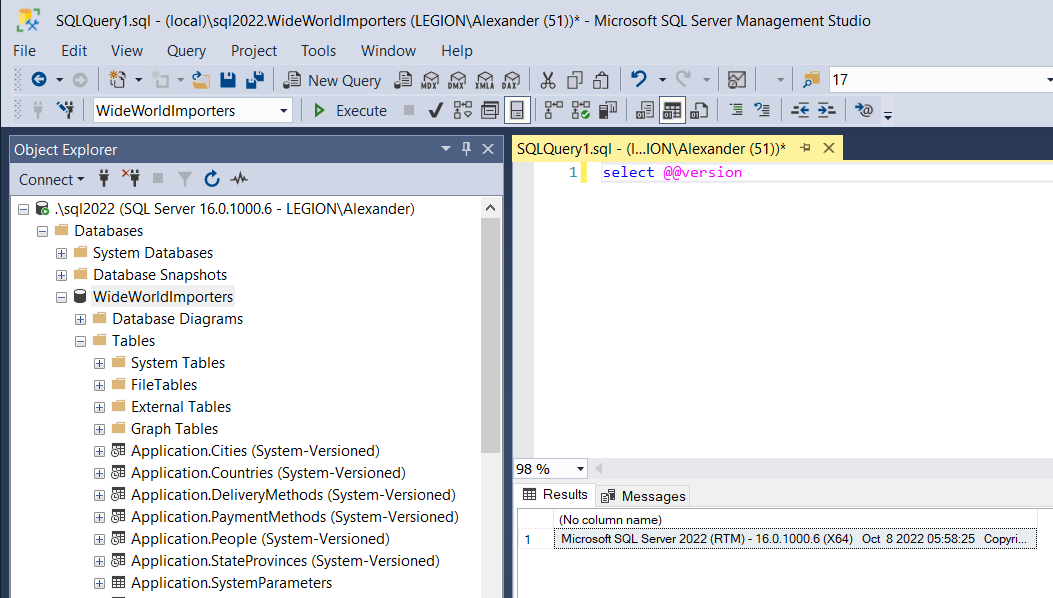 SQLQuery1.sql - (local)\sql2022.WideWorldImporters (LEGION\Alexander (51))* - Microsoft SQL Server Management Studio
File Edit View Query Project Tools Window Help
New Query MDX DMX XMLA DAX 17
WideWorldImporters Execute
Object Explorer
Connect
.\sql2022 (SQL Server 16.0.1000.6 - LEGION\Alexander)
Databases
System Databases
Database Snapshots
WideWorldImporters
Database Diagrams
Tables
System Tables
FileTables
External Tables
Graph Tables
Application.Cities (System-Versioned)
Application.Countries (System-Versioned)
Application.DeliveryMethods (System-Versioned)
Application.PaymentMethods (System-Versioned)
Application.People (System-Versioned)
Application.StateProvinces (System-Versioned)
Application.SystemParameters
SQLQuery1.sql - (l...ION\Alexander (51))*
1 select @@version
98 %
Results Messages
(No column name)
1 Microsoft SQL Server 2022 (RTM) - 16.0.1000.6 (X64) Oct 8 2022 05:58:25 Copyri...